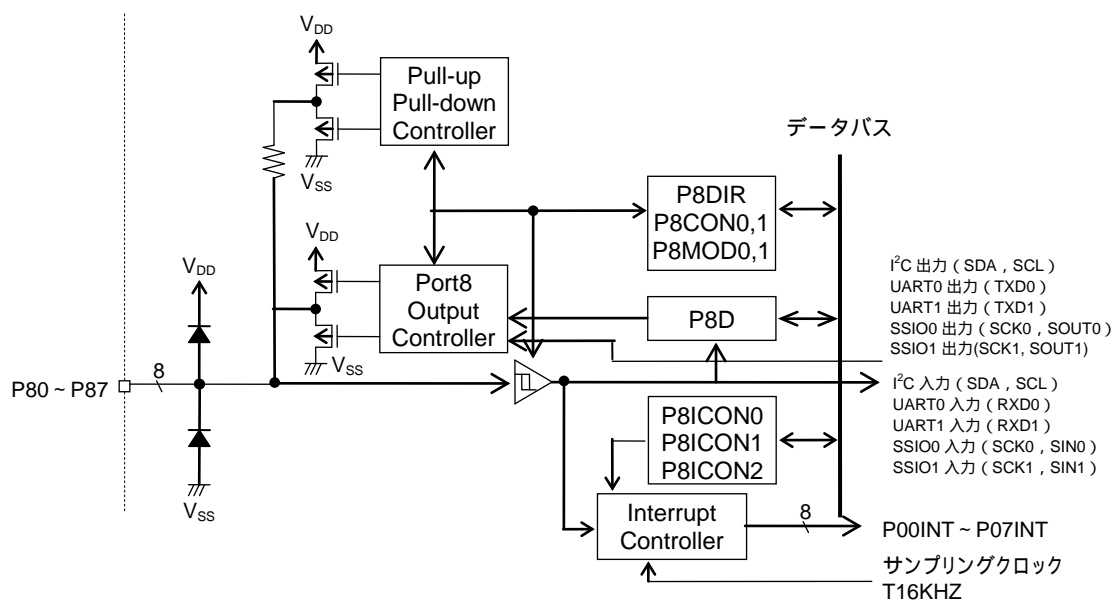 VDD
Pull-up
Pull-down
Controller
VSS
データバス
P8DIR
P8CON0,1
P8MOD0,1
VDD
VDD
Port8
Output
Controller
VSS
P8D
I²C 出力（SDA，SCL）
UART0 出力（TXD0）
UART1 出力（TXD1）
SSIO0 出力（SCK0，SOUT0）
SSIO1 出力(SCK1, SOUT1)
P80 ~ P87
8
VSS
I²C 入力（SDA，SCL）
UART0 入力（RXD0）
UART1 入力（RXD1）
SSIO0 入力（SCK0，SIN0）
SSIO1 入力（SCK1，SIN1）
P8ICON0
P8ICON1
P8ICON2
Interrupt
Controller
8
P00INT ~ P07INT
サンプリングクロック
T16KHZ